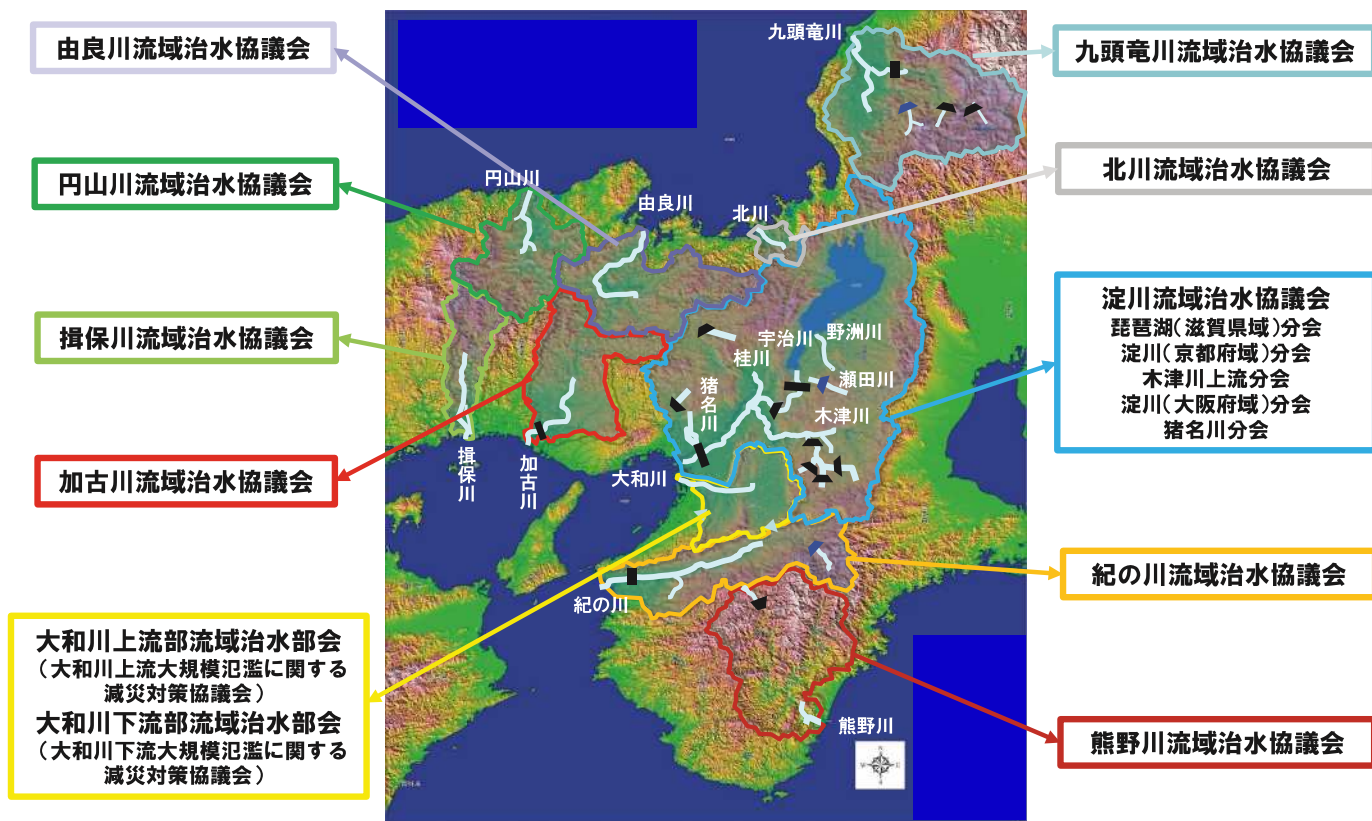 由良川流域治水協議会
円山川流域治水協議会
揖保川流域治水協議会
加古川流域治水協議会
大和川上流部流域治水部会
(大和川上流大規模氾濫に関する
減災対策協議会)
大和川下流部流域治水部会
(大和川下流大規模氾濫に関する
減災対策協議会)
九頭竜川
円山川
由良川
北川
宇治川
野洲川
桂川
瀬田川
猪名川
木津川
揖保川
加古川
大和川
紀の川
熊野川
N
W
E
S
九頭竜川流域治水協議会
北川流域治水協議会
淀川流域治水協議会
琵琶湖(滋賀県域)分会
淀川(京都府域)分会
木津川上流分会
淀川(大阪府域)分会
猪名川分会
紀の川流域治水協議会
熊野川流域治水協議会